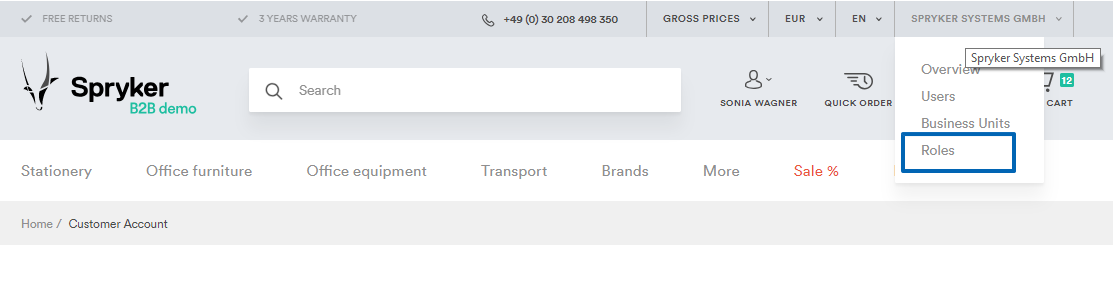 FREE RETURNS 3 YEARS WARRANTY +49 (0) 30 208 498 350 GROSS PRICES EUR EN SPRYKER SYSTEMS GMBH
Spryker Systems GmbH
Overview
Users
Business Units
Roles
Spryker
B2B demo
Search
SONIA WAGNER QUICK ORDER CART
12
Stationery Office furniture Office equipment Transport Brands More Sale %
Home / Customer Account